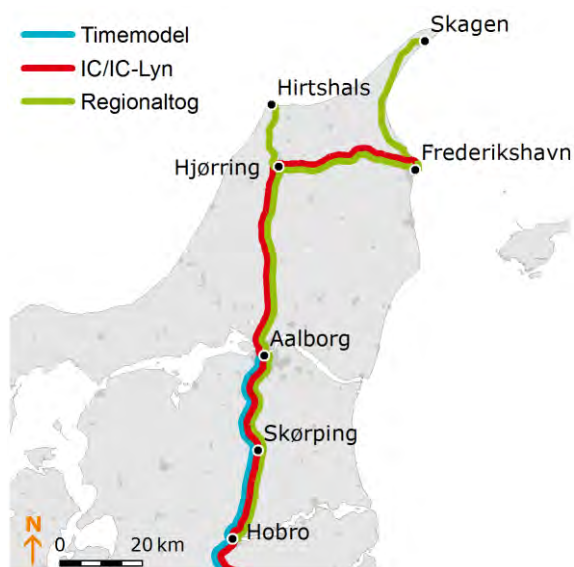 Timemodel
IC/IC-Lyn
Regionaltog
Skagen
Hirtshals
Frederikshavn
Hjørring
Aalborg
Skørping
Hobro
N
0 20 km